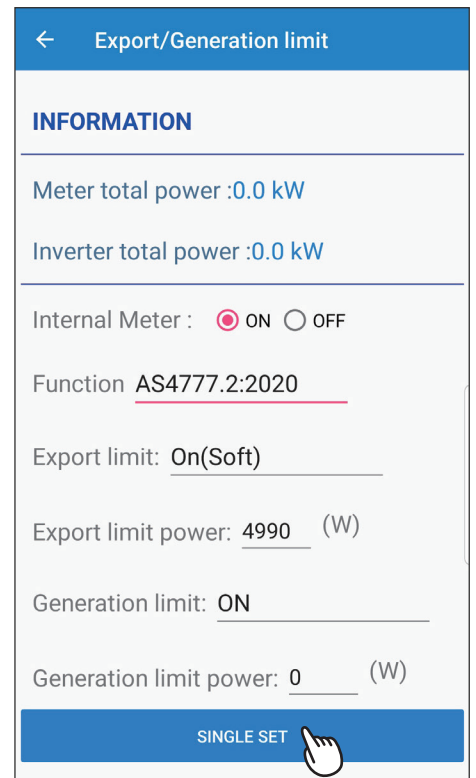 Export/Generation limit
INFORMATION
Meter total power :0.0 kW
Inverter total power :0.0 kW
Internal Meter : ON OFF
Function AS4777.2:2020
Export limit: On(Soft)
Export limit power: 4990 (W)
Generation limit: ON
Generation limit power: 0 (W)
SINGLE SET